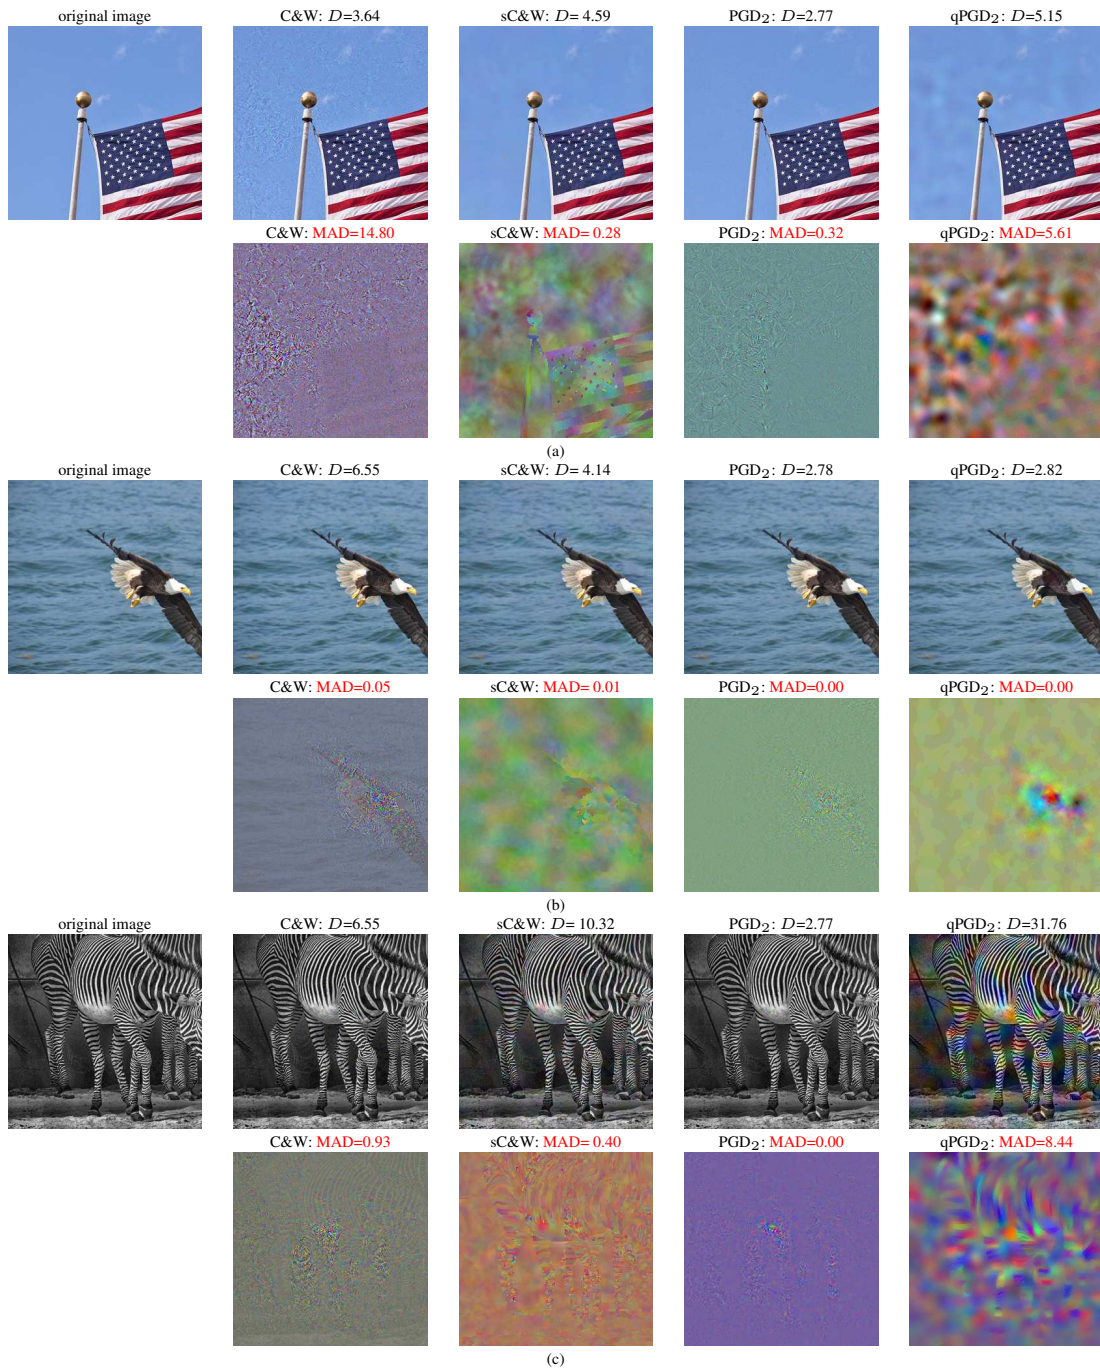 original image C&W: D=3.64 sC&W: D= 4.59 PGD₂: D=2.77 qPGD₂: D=5.15
C&W: MAD=14.80 sC&W: MAD= 0.28 PGD₂: MAD=0.32 qPGD₂: MAD=5.61
(a)
original image C&W: D=6.55 sC&W: D= 4.14 PGD₂: D=2.78 qPGD₂: D=2.82
C&W: MAD=0.05 sC&W: MAD= 0.01 PGD₂: MAD=0.00 qPGD₂: MAD=0.00
(b)
original image C&W: D=6.55 sC&W: D= 10.32 PGD₂: D=2.77 qPGD₂: D=31.76
C&W: MAD=0.93 sC&W: MAD= 0.40 PGD₂: MAD=0.00 qPGD₂: MAD=8.44
(c)